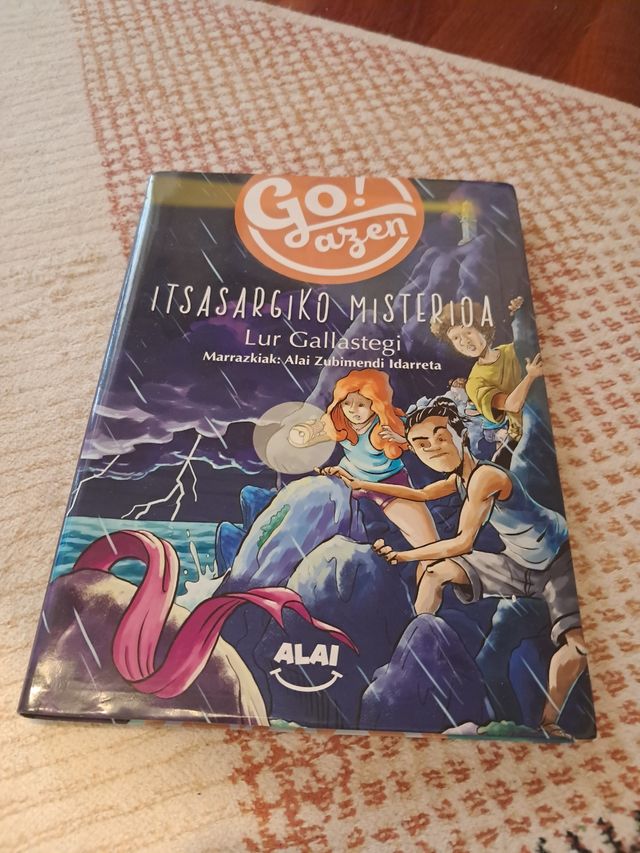 Go!
azen
ITSASARGIKO MISTERIOA
Lur Gallastegi
Marrazkiak: Alai Zubimendi Idarreta
ALAI